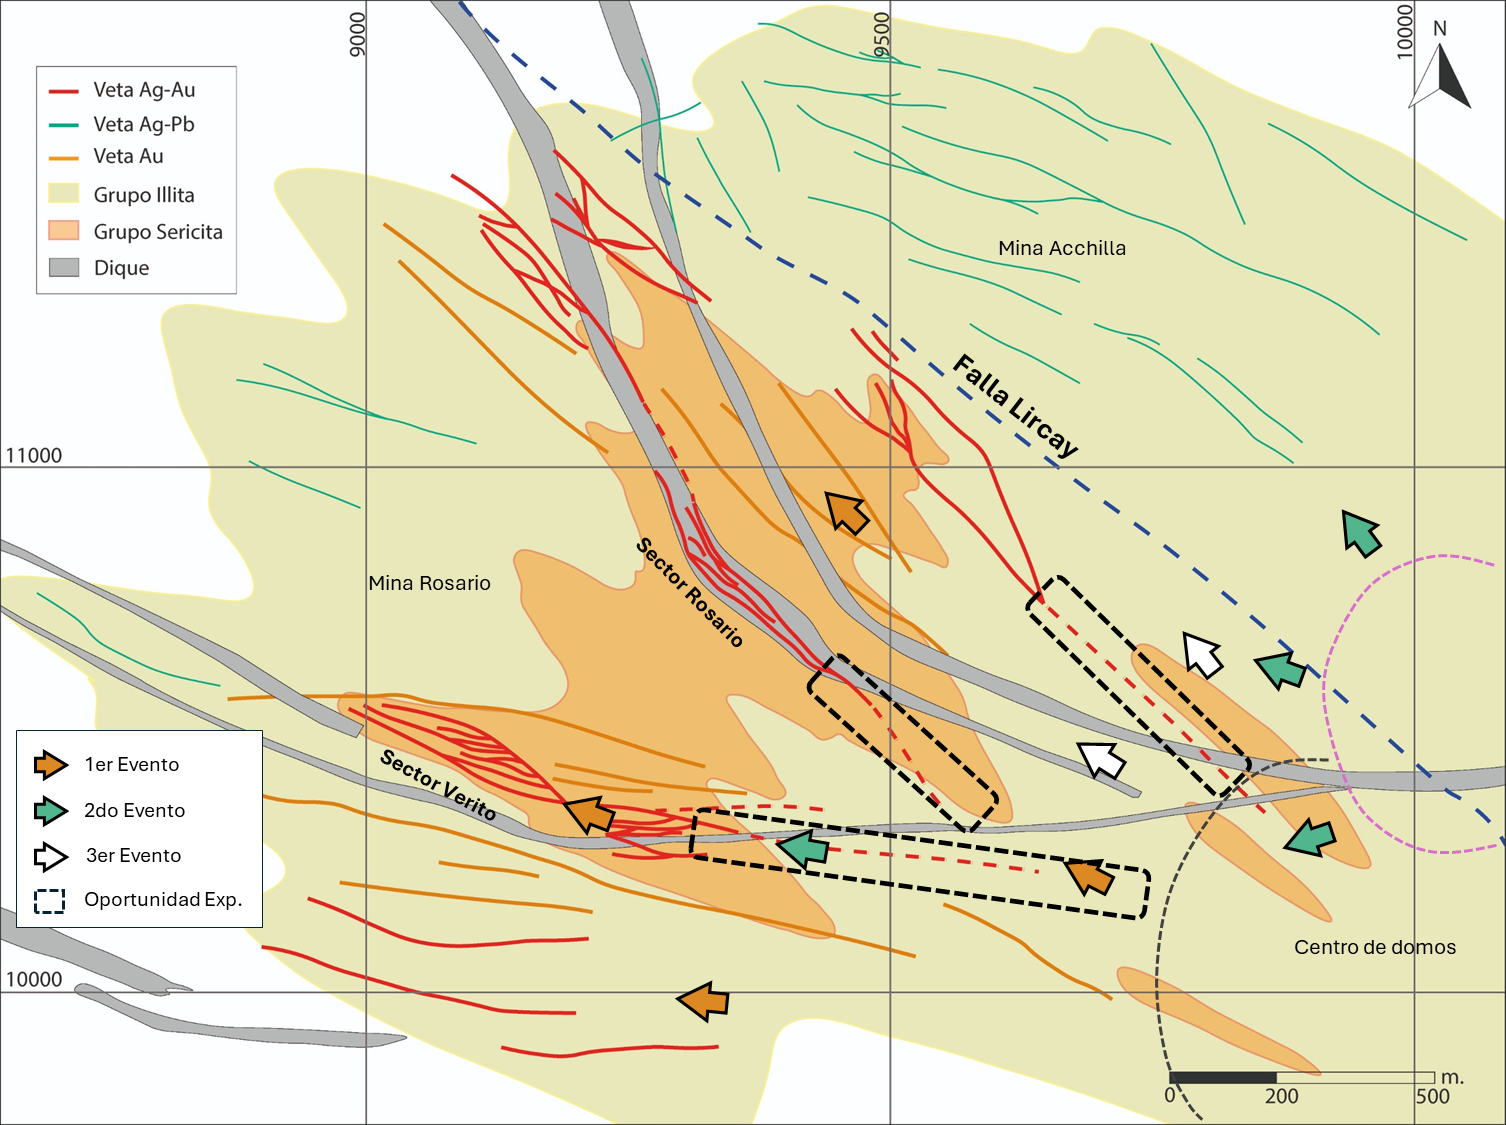 9000
9500
10000
N
Veta Ag-Au
Veta Ag-Pb
Veta Au
Grupo Illita
Grupo Sericita
Dique
Mina Acchilla
Falla Lircay
11000
Mina Rosario
Sector Rosario
Sector Verito
1er Evento
2do Evento
3er Evento
Oportunidad Exp.
Centro de domos
10000
m.
0
200
500